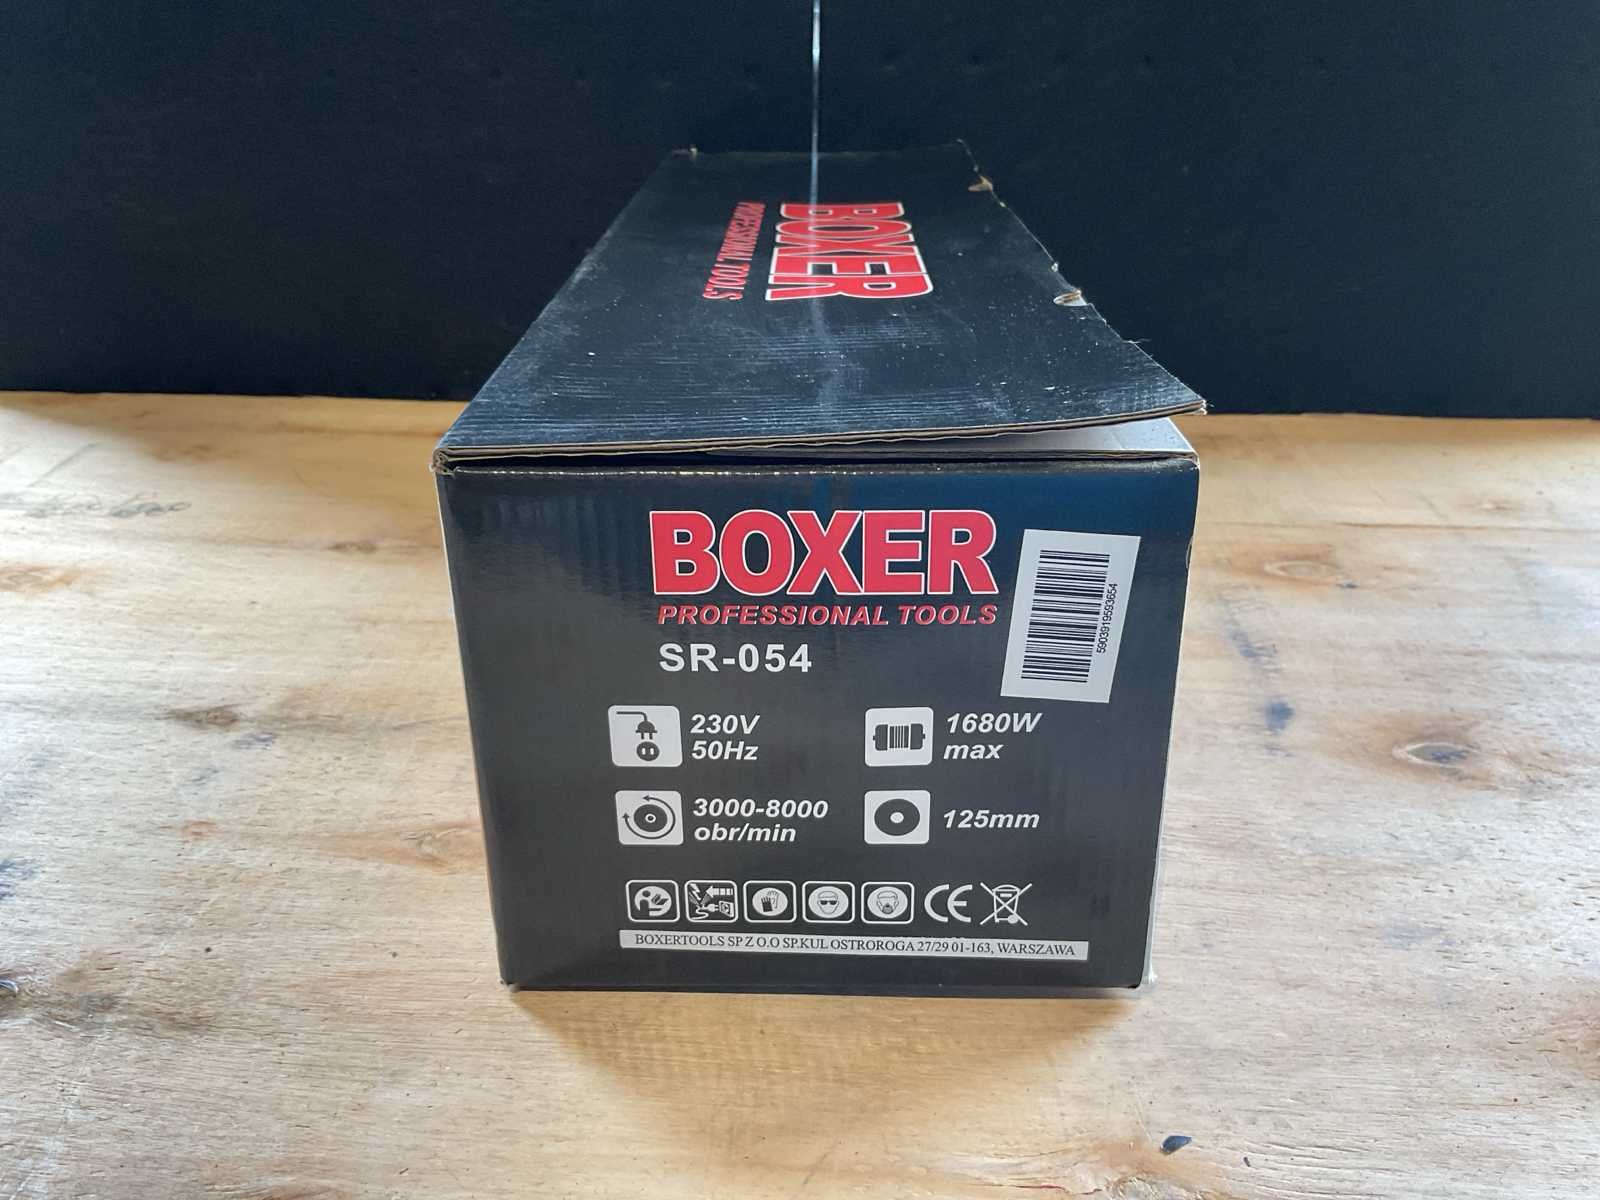 BOXER
PROFESSIONAL TOOLS
BOXER
PROFESSIONAL TOOLS
SR-054
5903919593654
230V
50Hz
1680W
max
3000-8000
obr/min
125mm
CE
BOXERTOOLS SP Z O.O SP.KUL OSTROROGA 27/29 01-163, WARSZAWA